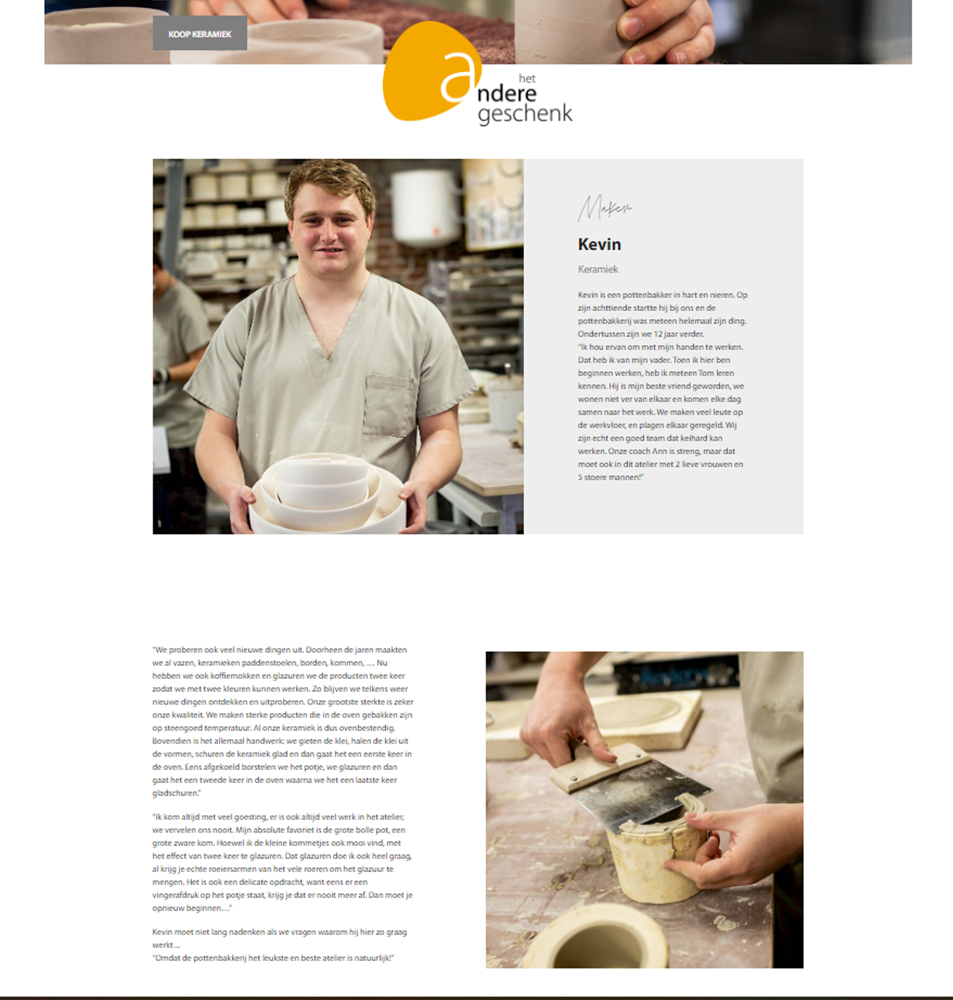 KOOP KERAMIEK
a
het
ndere
geschenk
Maker
Kevin
Keramiek
Kevin is een pottenbakker in hart en nieren. Op
zijn achttiende startte hij bij ons en de
pottenbakkerij was meteen helemaal zijn ding.
Ondertussen zijn we 12 jaar verder.
“Ik hou ervan om met mijn handen te werken.
Dat heb ik van mijn vader. Toen ik hier ben
beginnen werken, heb ik meteen Tom leren
kennen. Hij is mijn beste vriend geworden, we
wonen niet ver van elkaar en komen elke dag
samen naar het werk. We maken veel leute op
de werkvloer, en plagen elkaar geregeld. Wij
zijn echt een goed team dat keihard kan
werken. Onze coach Ann is streng, maar dat
moet ook in dit atelier met 2 lieve vrouwen en
5 stoere mannen!”
“We proberen ook veel nieuwe dingen uit. Doorheen de jaren maakten
we al vazen, keramieken paddenstoelen, borden, kommen, … Nu
hebben we ook koffiemokken en glazuren we de producten twee keer
zodat we met twee kleuren kunnen werken. Zo blijven we telkens weer
nieuwe dingen ontdekken en uitproberen. Onze grootste sterkte is zeker
onze kwaliteit. We maken sterke producten die in de oven gebakken zijn
op steengoed temperatuur. Al onze keramiek is dus ovenbestendig.
Bovendien is het allemaal handwerk: we gieten de klei, halen de klei uit
de vormen, schuren de keramiek glad en dan gaat het een eerste keer in
de oven. Eens afgekoeld borstelen we het potje, we glazuren en dan
gaat het een tweede keer in de oven waarna we het een laatste keer
gladschuren.”
“Ik kom altijd met veel goesting, er is ook altijd veel werk in het atelier,
we vervelen ons nooit. Mijn absolute favoriet is de grote bolle pot, een
grote zware kom. Hoewel ik de kleine kommetjes ook mooi vind, met
het effect van twee keer te glazuren. Dat glazuren doe ik ook heel graag,
al krijg je echte roeiersarmen van het vele roeren om het glazuur te
mengen. Het is ook een delicate opdracht, want eens er een
vingerafdruk op het potje staat, krijg je dat er nooit meer af. Dan moet je
opnieuw beginnen…”
Kevin moet niet lang nadenken als we vragen waarom hij hier zo graag
werkt ...
“Omdat de pottenbakkerij het leukste en beste atelier is natuurlijk!”